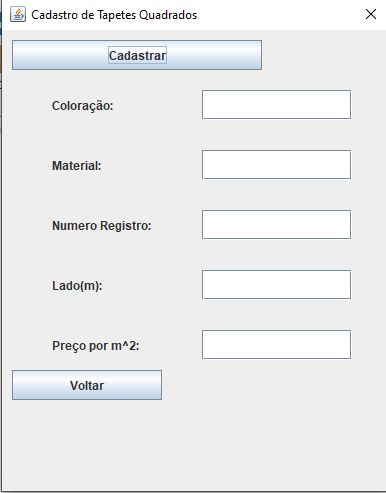 Cadastro de Tapetes Quadrados
Cadastrar
Coloração:
Material:
Numero Registro:
Lado(m):
Preço por m^2:
Voltar